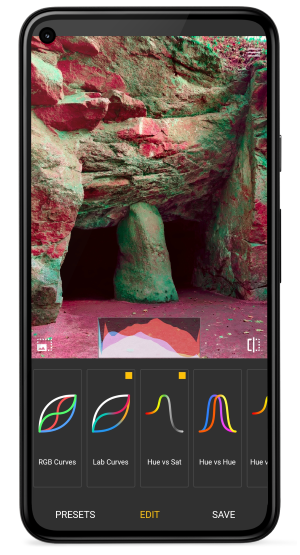 RGB Curves
Lab Curves
Hue vs Sat
Hue vs Hue
Hue v
PRESETS
EDIT
SAVE